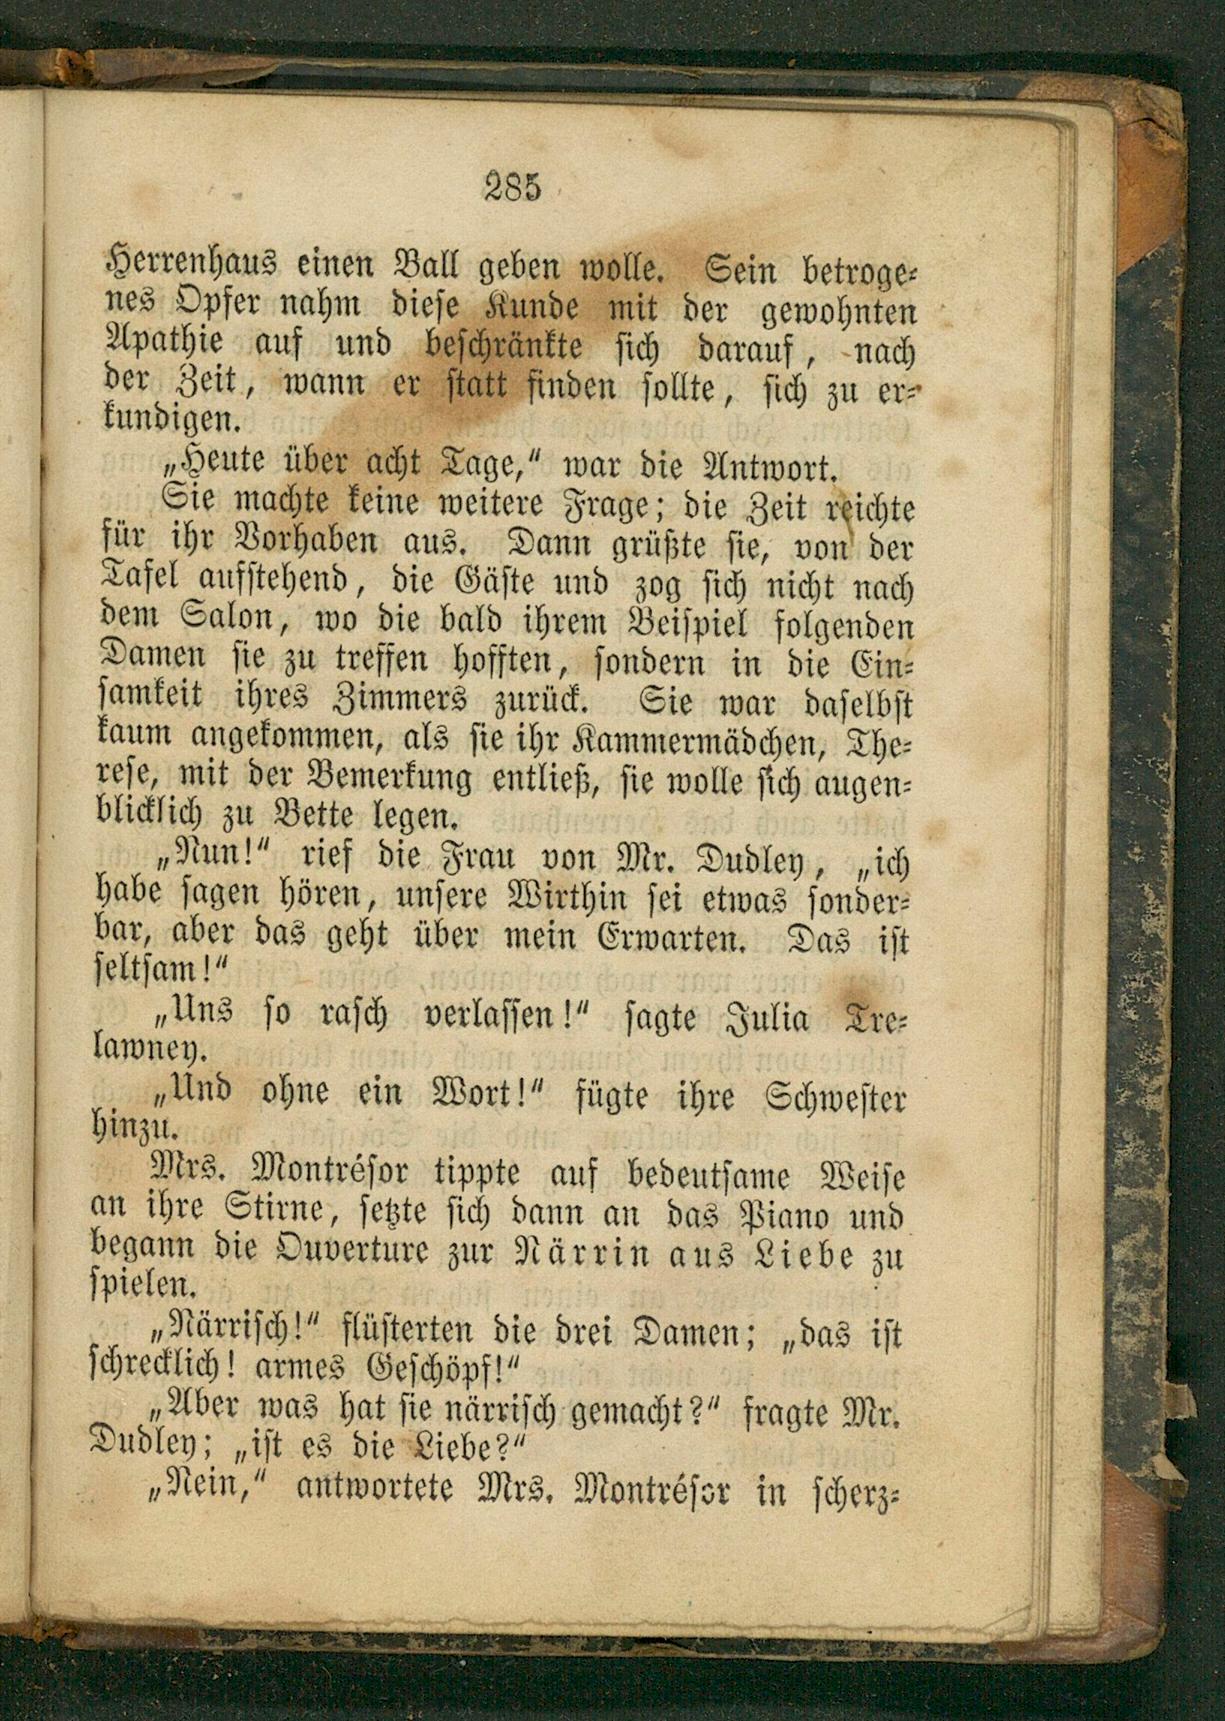 285
Herrenhaus einen Ball geben wolle. Sein betroge-
nes Opfer nahm diese Kunde mit der gewohnten
Apathie auf und beschränkte sich darauf, nach
der Zeit, wann er statt finden sollte, sich zu er-
kundigen.
„Heute über acht Tage,“ war die Antwort.
Sie machte keine weitere Frage; die Zeit reichte
für ihr Vorhaben aus. Dann grüßte sie, von der
Tafel aufstehend, die Gäste und zog sich nicht nach
dem Salon, wo die bald ihrem Beispiel folgenden
Damen sie zu treffen hofften, sondern in die Ein-
samkeit ihres Zimmers zurück. Sie war daselbst
kaum angekommen, als sie ihr Kammermädchen, The-
rese, mit der Bemerkung entließ, sie wolle sich augen-
blicklich zu Bette legen.
„Nun!“ rief die Frau von Mr. Dudley, „ich
habe sagen hören, unsere Wirthin sei etwas sonder-
bar, aber das geht über mein Erwarten. Das ist
seltsam!“
„Uns so rasch verlassen!“ sagte Julia Tre-
lawney.
„Und ohne ein Wort!“ fügte ihre Schwester
hinzu.
Mrs. Montrésor tippte auf bedeutsame Weise
an ihre Stirne, setzte sich dann an das Piano und
begann die Ouverture zur Närrin aus Liebe zu
spielen.
„Närrisch!“ flüsterten die drei Damen; „das ist
schrecklich! armes Geschöpf!“
„Aber was hat sie närrisch gemacht?“ fragte Mr.
Dudley; „ist es die Liebe?“
„Nein,“ antwortete Mrs. Montrésor in scherz-